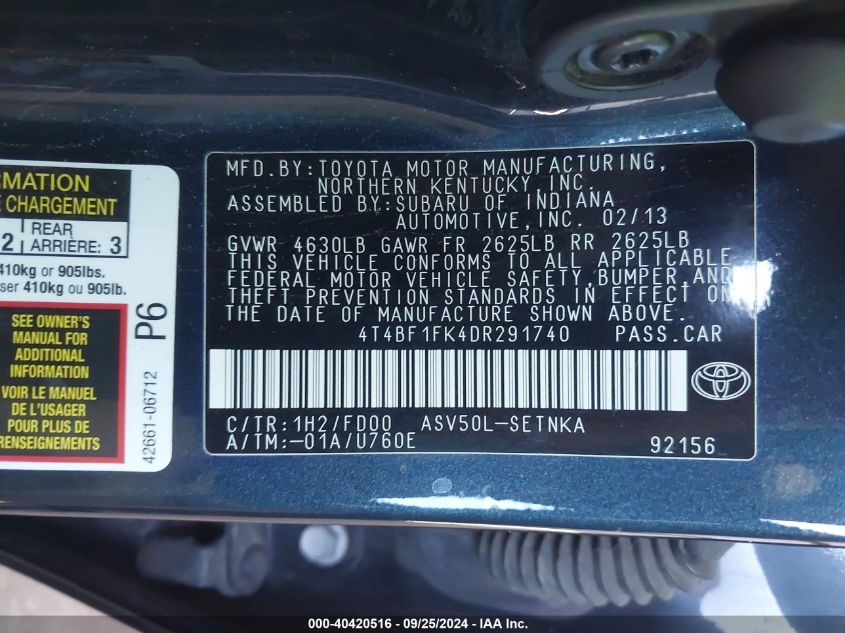 RMATION
E CHARGEMENT
2 REAR
ARRIÈRE: 3
410kg or 905lbs.
ser 410kg ou 905lb.
SEE OWNER'S
MANUAL FOR
ADDITIONAL
INFORMATION
VOIR LE MANUEL
DE L'USAGER
POUR PLUS DE
RENSEIGNEMENTS
P6
42661-06712
MFD.BY:TOYOTA MOTOR MANUFACTURING,
NORTHERN KENTUCKY,INC.
ASSEMBLED BY:SUBARU OF INDIANA
AUTOMOTIVE,INC. 02/13
GVWR 4630LB GAWR FR 2625LB RR 2625LB
THIS VEHICLE CONFORMS TO ALL APPLICABLE
FEDERAL MOTOR VEHICLE SAFETY,BUMPER,AND
THEFT PREVENTION STANDARDS IN EFFECT ON
THE DATE OF MANUFACTURE SHOWN ABOVE.
4T4BF1FK4DR291740 PASS.CAR
C/TR:1H2/FD00 ASV50L-SETNKA
A/TM:-01A/U760E
92156
000-40420516 - 09/25/2024 - IAA Inc.